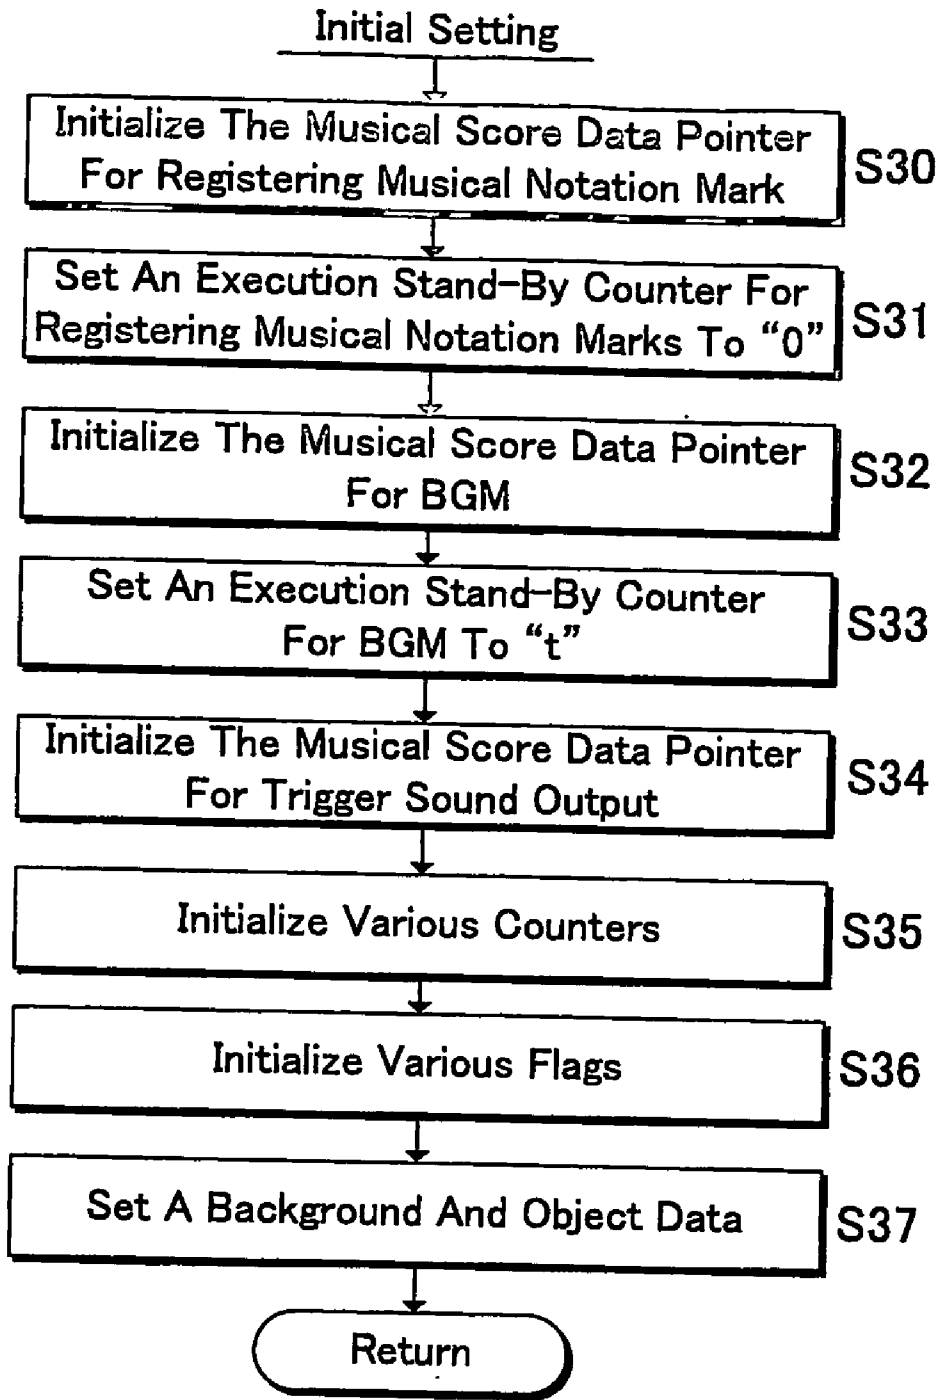 Initial Setting
Initialize The Musical Score Data Pointer
For Registering Musical Notation Mark
S30
Set An Execution Stand-By Counter For
Registering Musical Notation Marks To “0”
S31
Initialize The Musical Score Data Pointer
For BGM
S32
Set An Execution Stand-By Counter
For BGM To “t”
S33
Initialize The Musical Score Data Pointer
For Trigger Sound Output
S34
Initialize Various Counters
S35
Initialize Various Flags
S36
Set A Background And Object Data
S37
Return